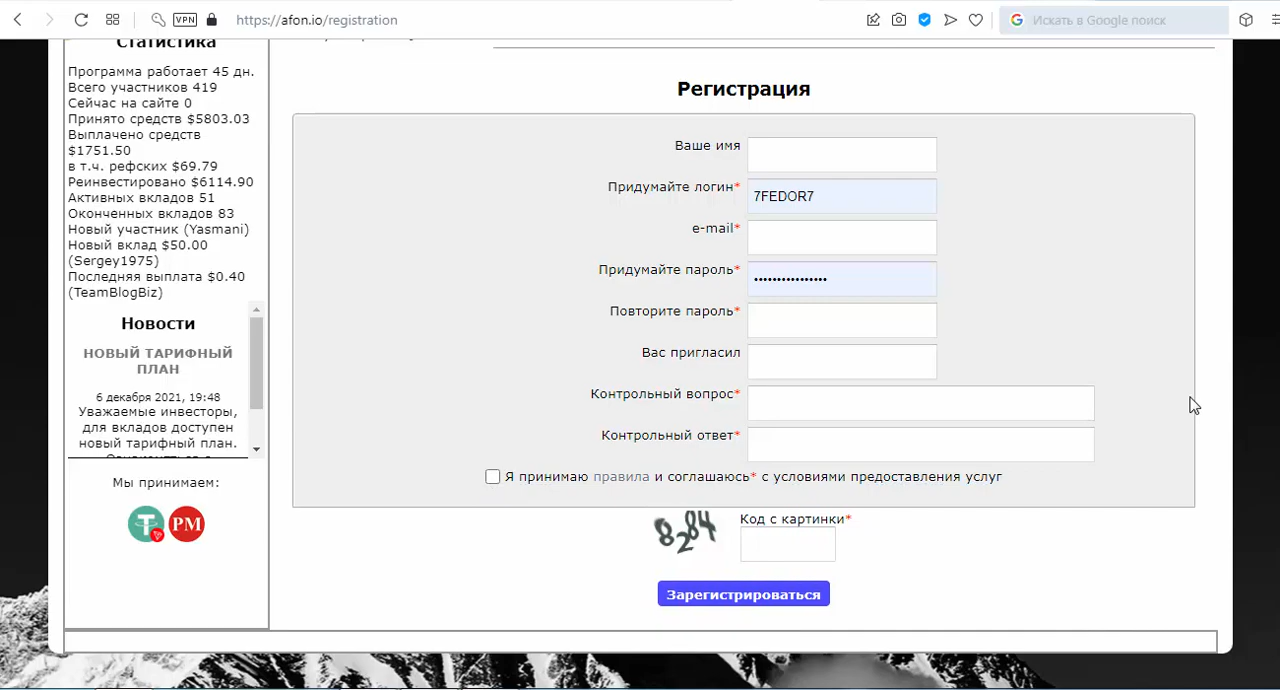 VPN
https://afon.io/registration
Искать в Google поиск
Статистика
Программа работает 45 дн.
Всего участников 419
Сейчас на сайте 0
Принято средств $5803.03
Выплачено средств
$1751.50
в т.ч. рефских $69.79
Реинвестировано $6114.90
Активных вкладов 51
Оконченных вкладов 83
Новый участник (Yasmani)
Новый вклад $50.00
(Sergey1975)
Последняя выплата $0.40
(TeamBlogBiz)
Новости
НОВЫЙ ТАРИФНЫЙ
ПЛАН
6 декабря 2021, 19:48
Уважаемые инвесторы,
для вкладов доступен
новый тарифный план.
Мы принимаем:
T PM
Регистрация
Ваше имя
Придумайте логин* 7FEDOR7
e-mail*
Придумайте пароль* ••••••••••••••••
Повторите пароль*
Вас пригласил
Контрольный вопрос*
Контрольный ответ*
Я принимаю правила и соглашаюсь* с условиями предоставления услуг
8284 Код с картинки*
Зарегистрироваться